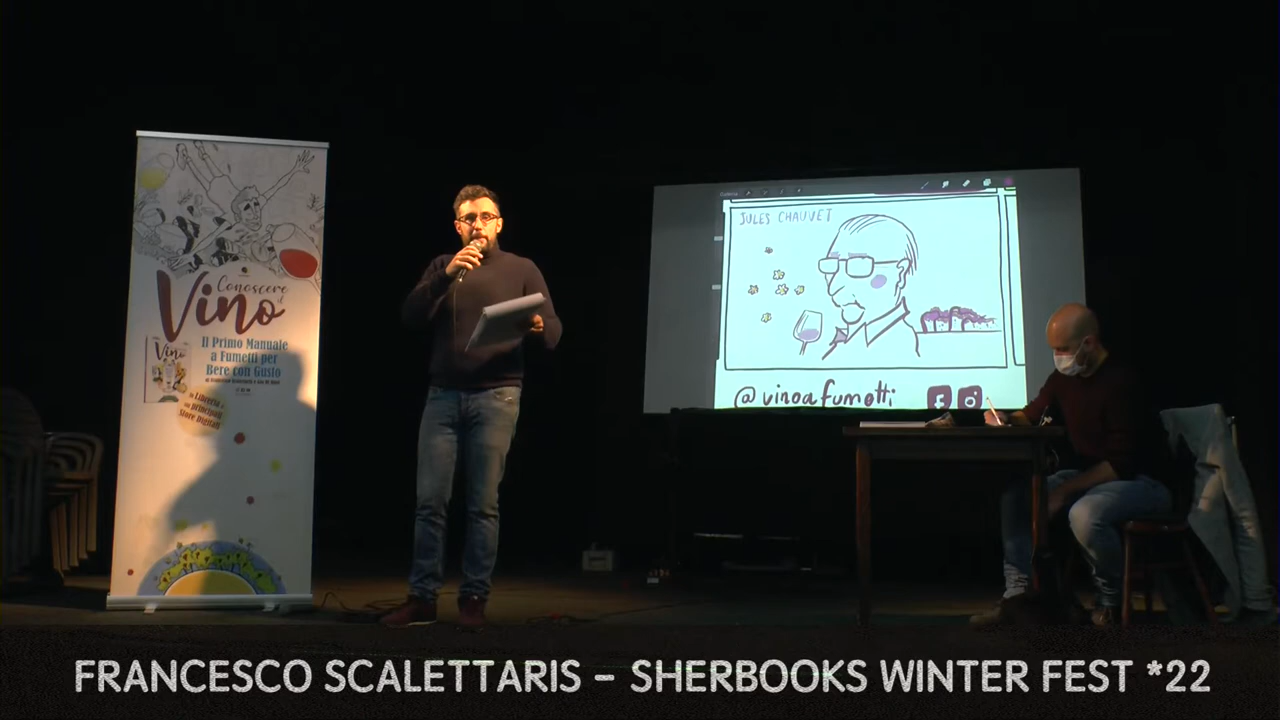 Conoscere
il
Vino
Vino
Il Primo Manuale
a Fumetti per
Bere con Gusto
in Libreria e
sui principali
Store Digitali
JULES CHAUVET
@vinoafumetti
FRANCESCO SCALETTARIS – SHERBOOKS WINTER FEST *22